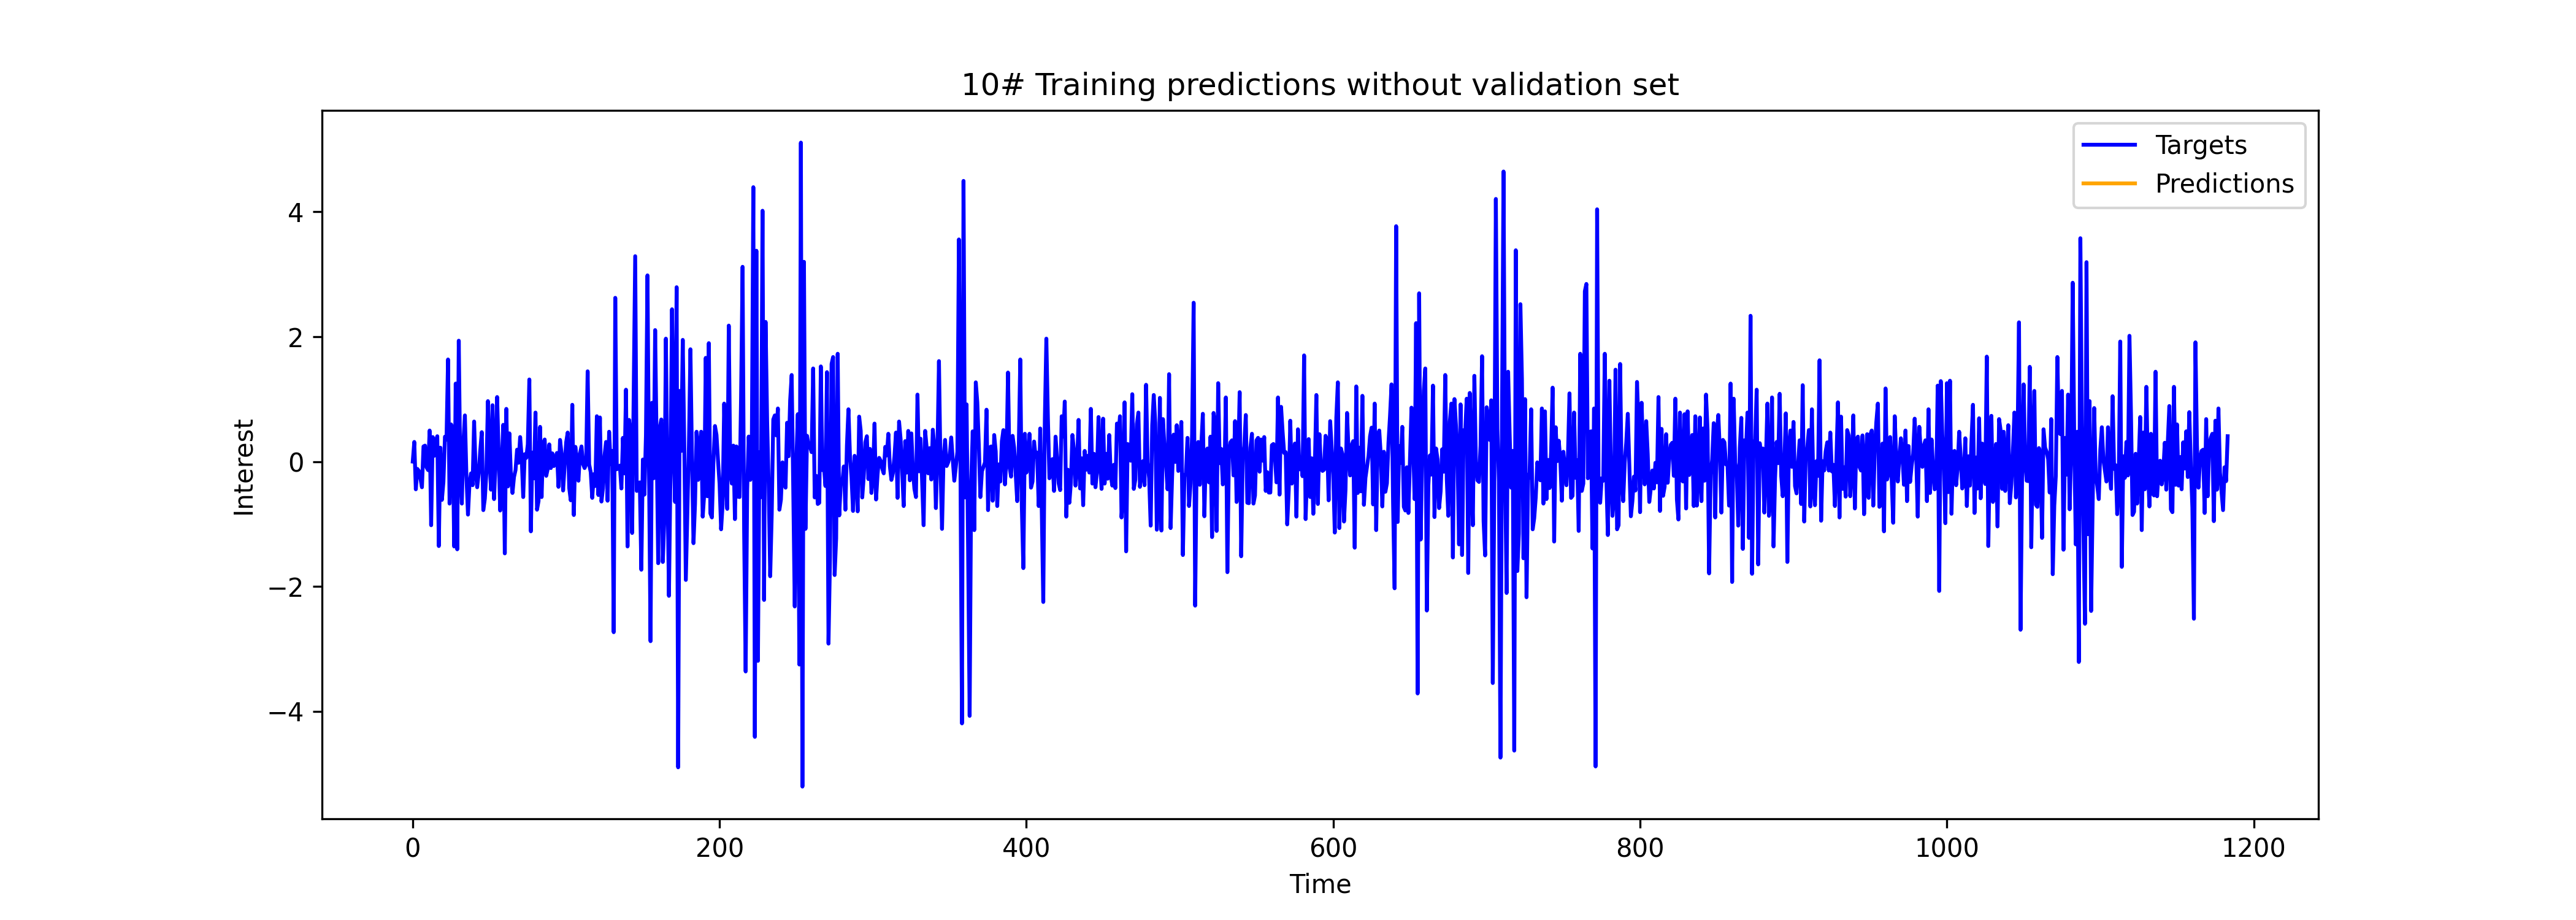 10# Training predictions without validation set
Targets
Predictions
Interest
4
2
0
−2
−4
0 200 400 600 800 1000 1200
Time